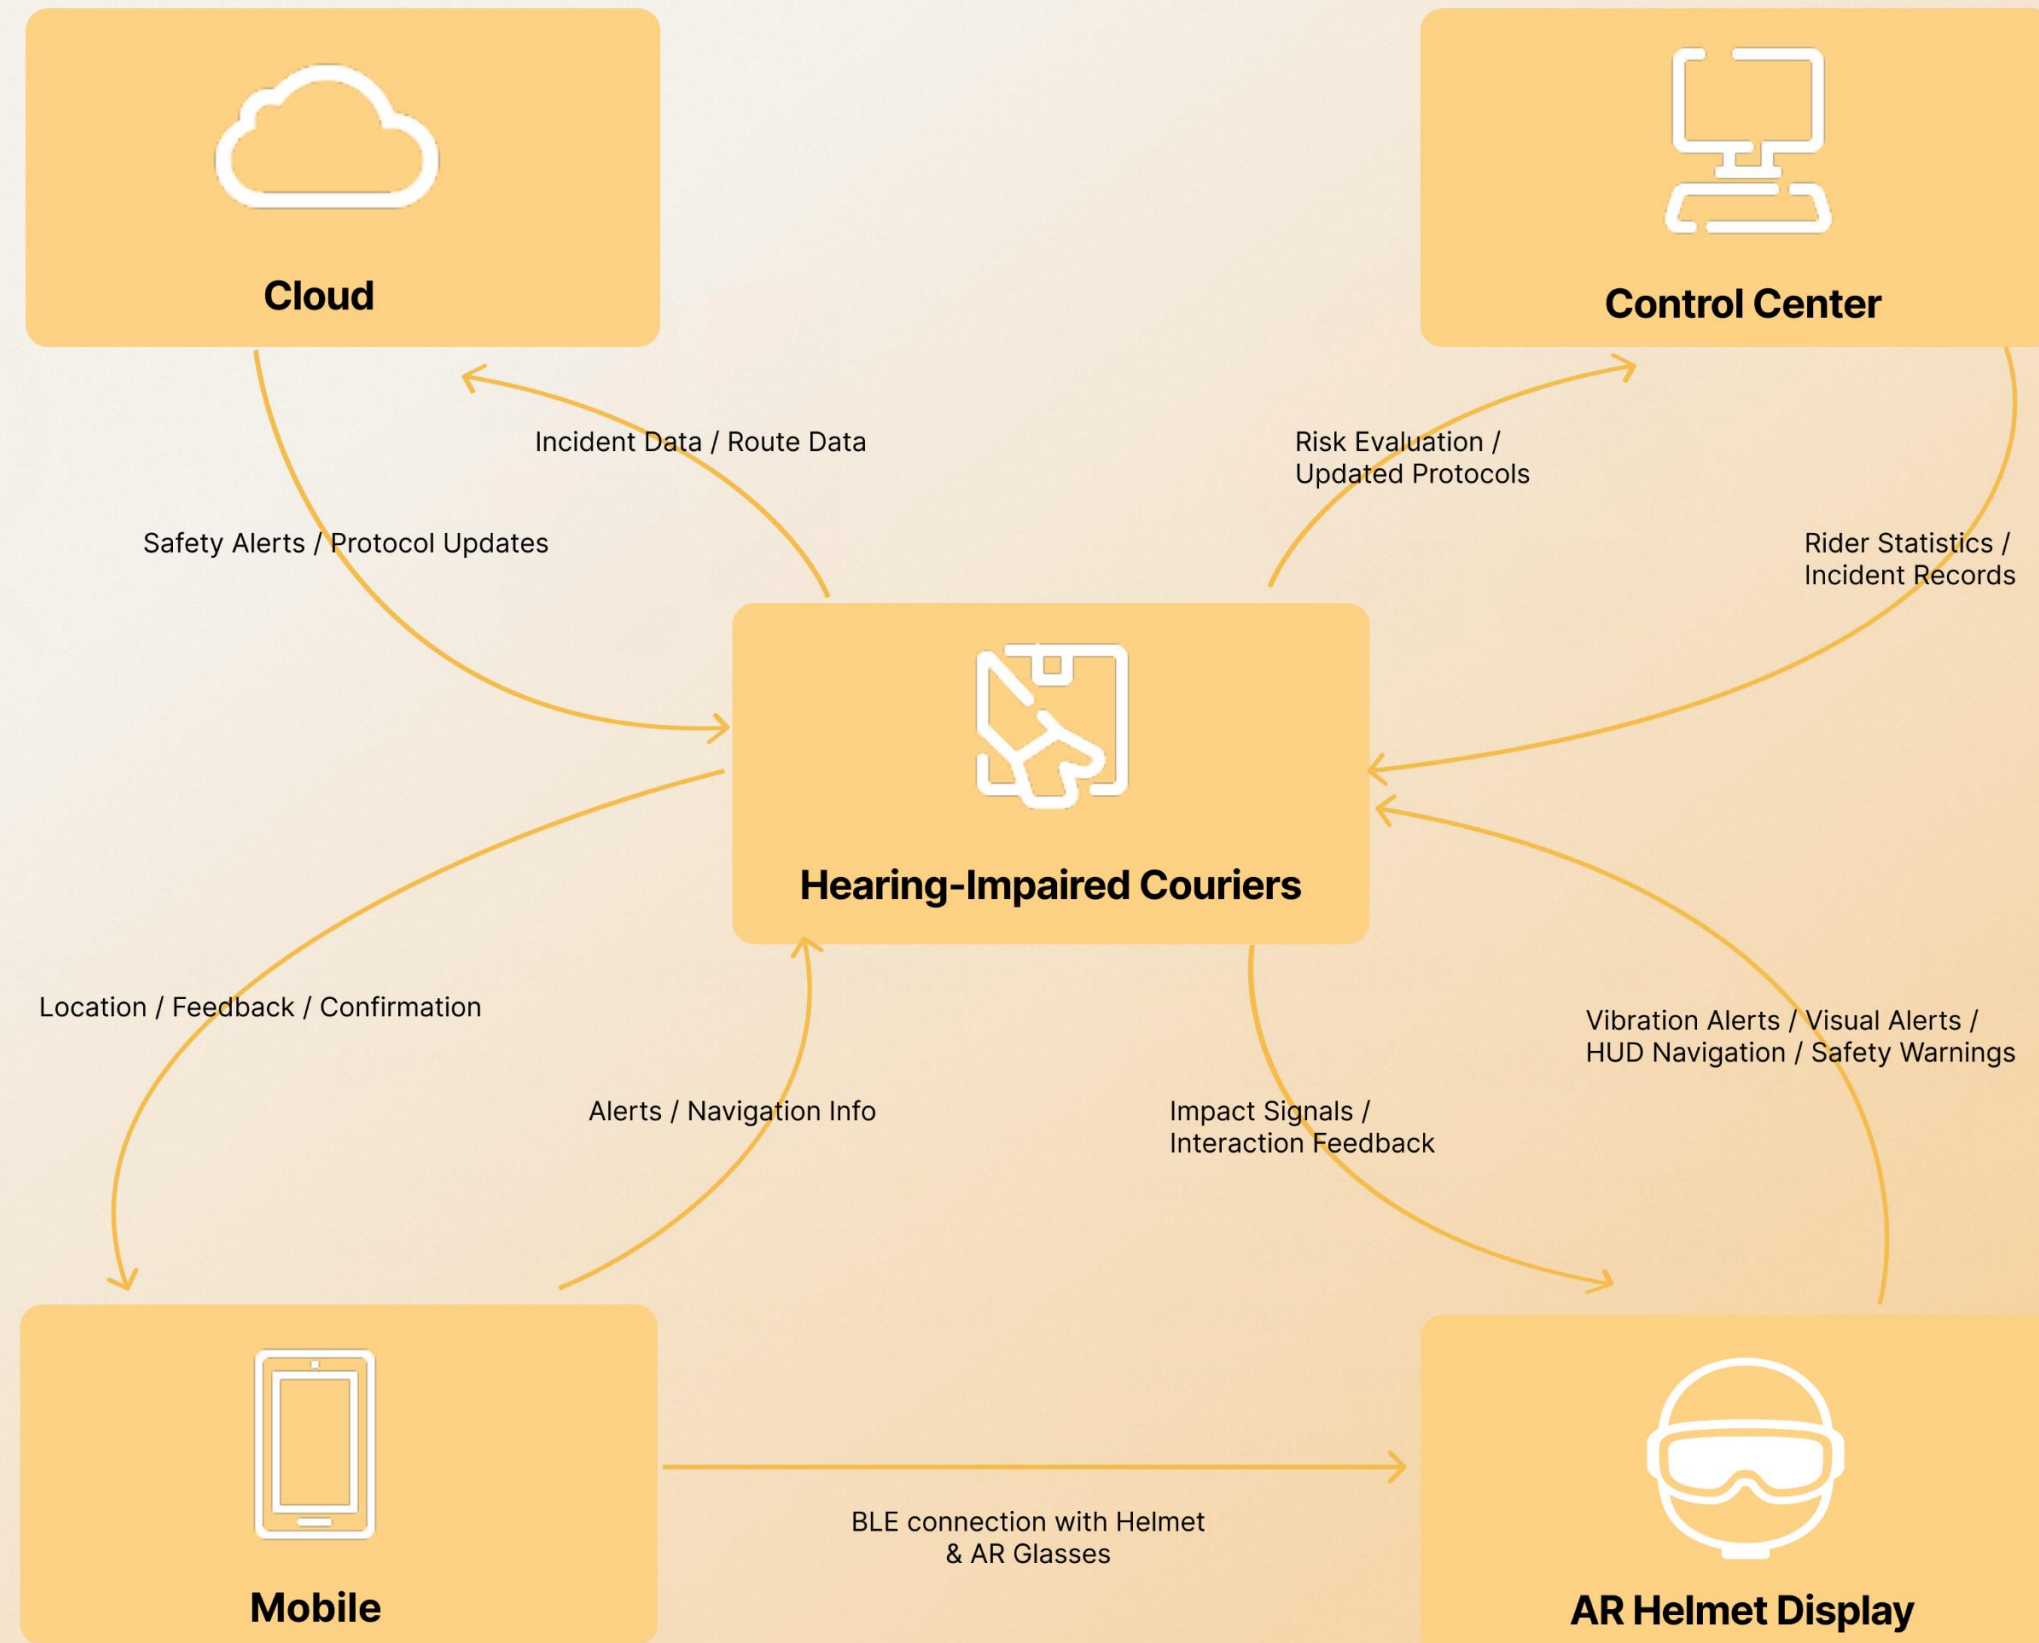 Cloud
Control Center
Incident Data / Route Data
Risk Evaluation /
Updated Protocols
Safety Alerts / Protocol Updates
Rider Statistics /
Incident Records
Hearing-Impaired Couriers
Location / Feedback / Confirmation
Vibration Alerts / Visual Alerts /
HUD Navigation / Safety Warnings
Alerts / Navigation Info
Impact Signals /
Interaction Feedback
BLE connection with Helmet
& AR Glasses
Mobile
AR Helmet Display